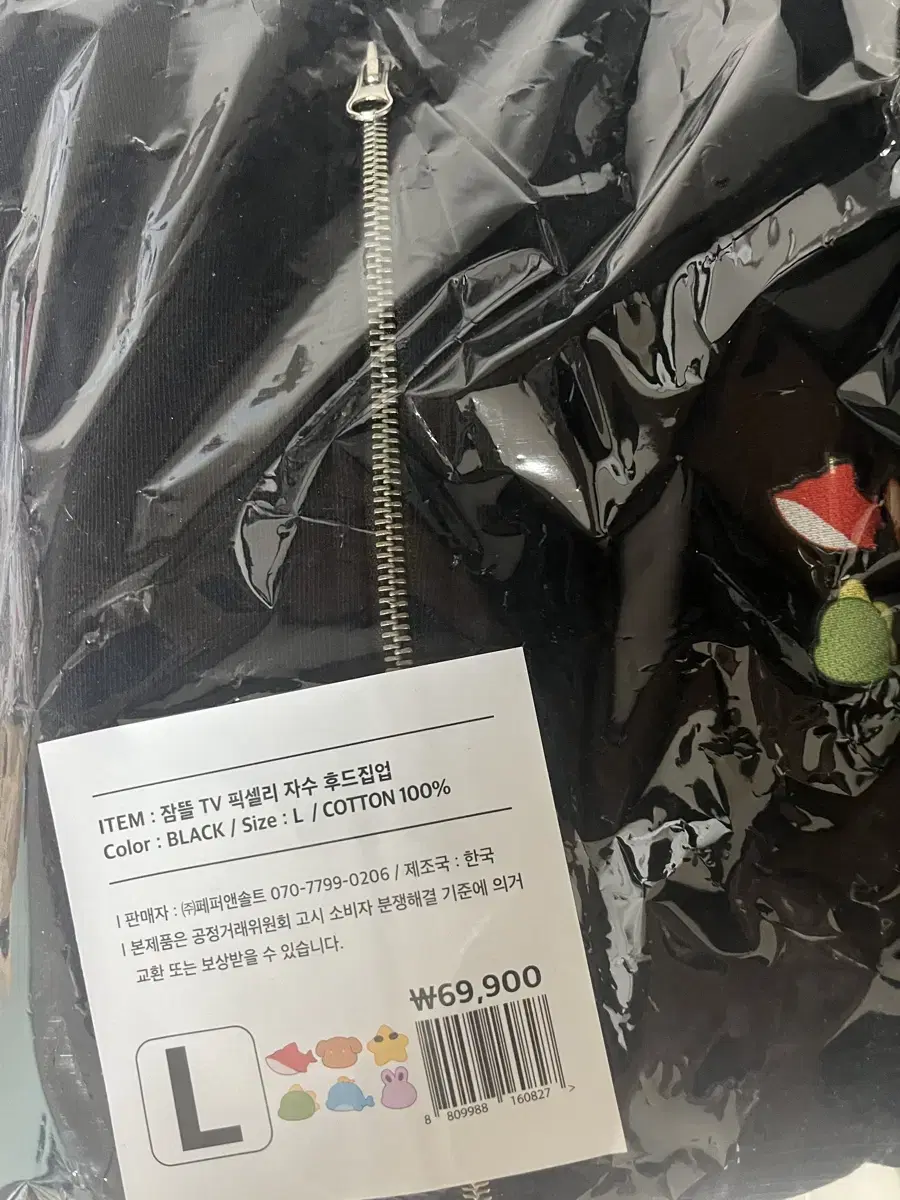 ITEM : 잠뜰 TV 픽셀리 자수 후드집업
Color : BLACK / Size : L / COTTON 100%
I 판매자 : ㈜페퍼앤솔트 070-7799-0206 / 제조국 : 한국
I 본제품은 공정거래위원회 고시 소비자 분쟁해결 기준에 의거
교환 또는 보상받을 수 있습니다.
₩69,900
L
8 809988 160827 >